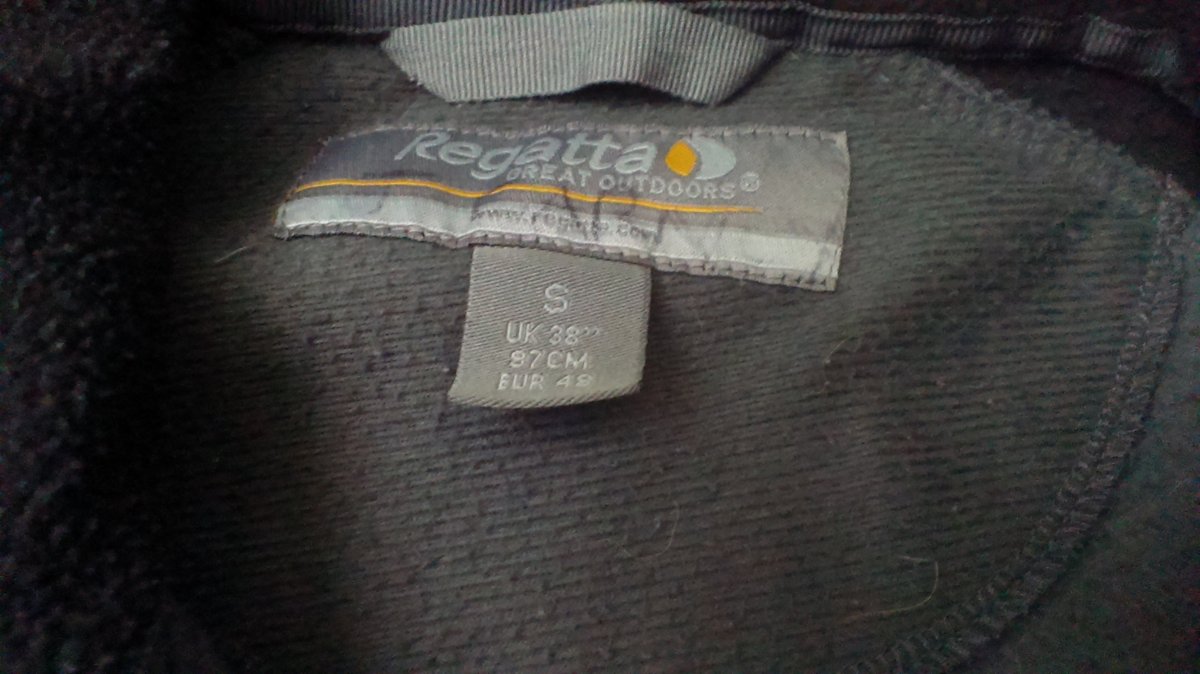 Regatta
GREAT OUTDOORS®
S
UK 38"
97CM
EUR 48